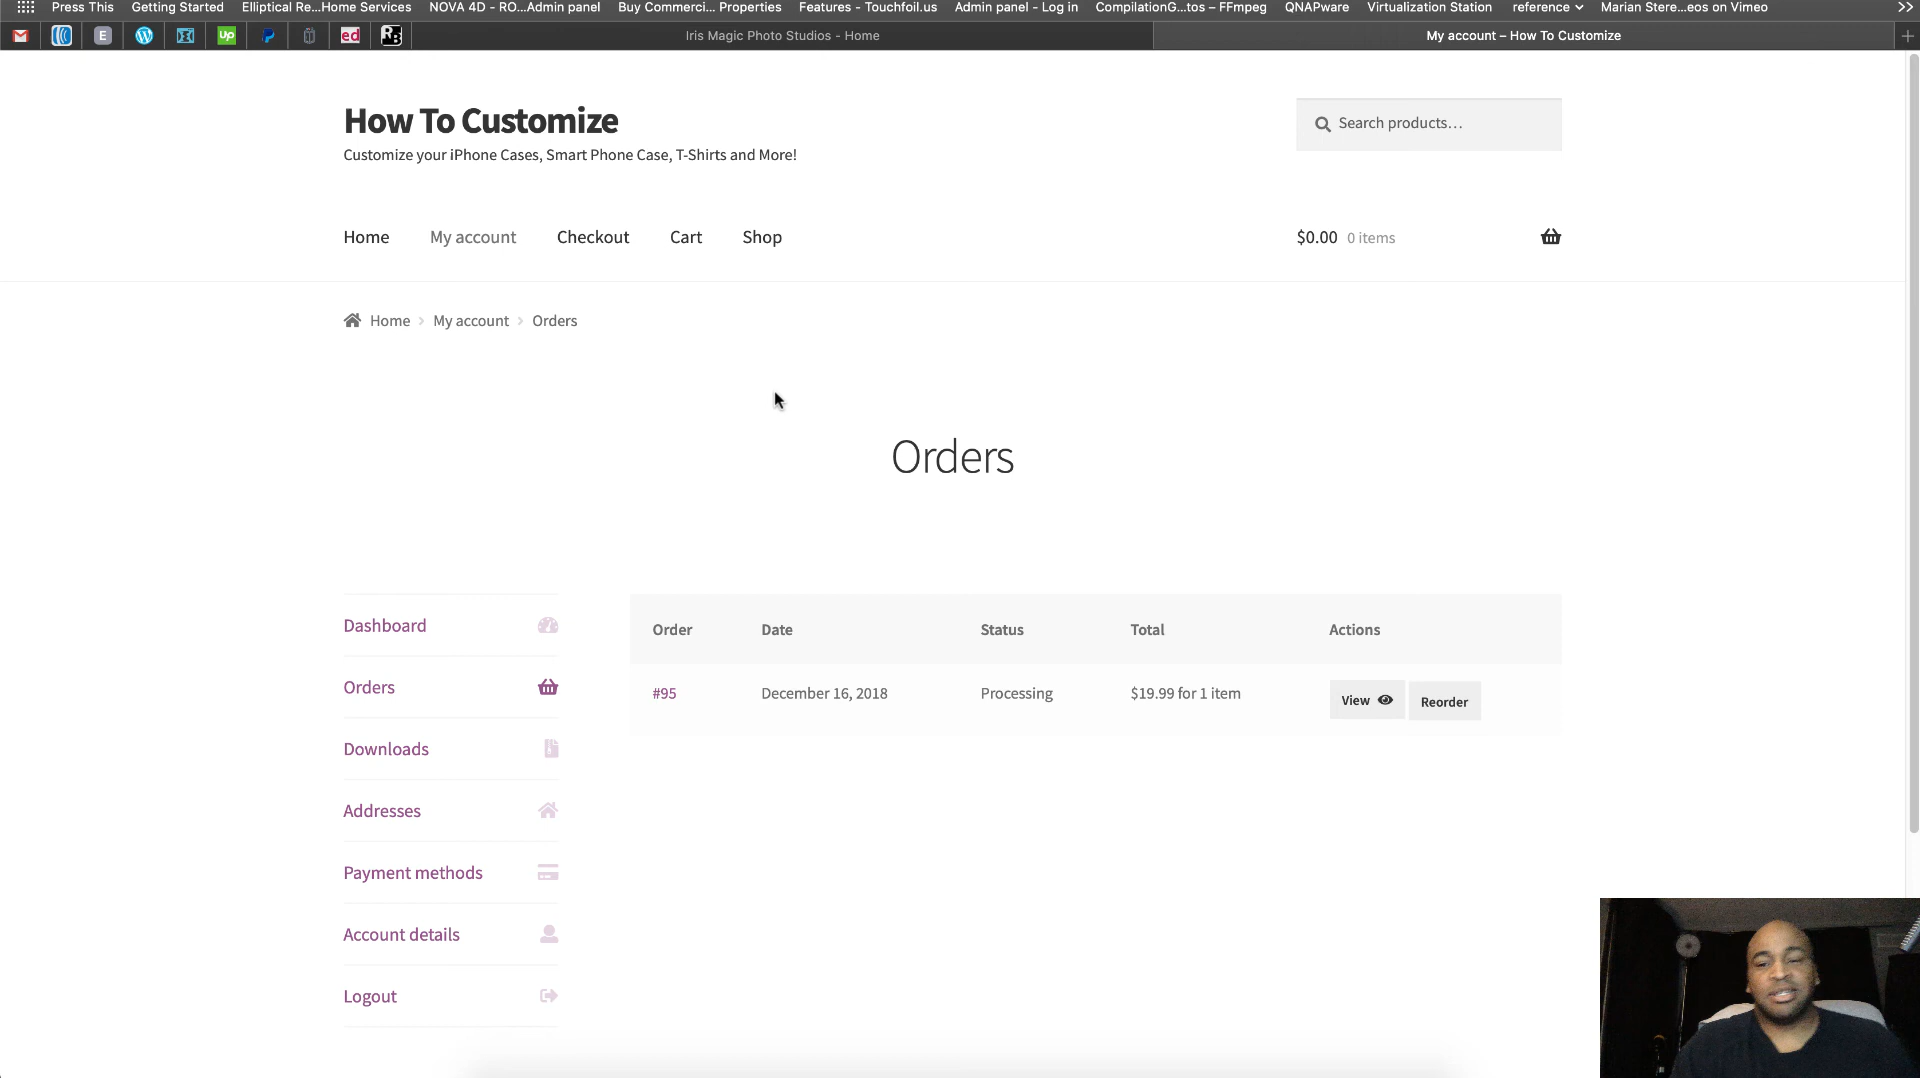 Press This Getting Started Elliptical Re...Home Services NOVA 4D - RO...Admin panel Buy Commerci... Properties Features - Touchfoil.us Admin panel - Log in CompilationG...tos – FFmpeg QNAPware Virtualization Station reference Marian Stere...eos on Vimeo
E Up ed RB Iris Magic Photo Studios - Home My account – How To Customize
How To Customize
Search products…
Customize your iPhone Cases, Smart Phone Case, T-Shirts and More!
Home My account Checkout Cart Shop $0.00 0 items
Home My account Orders
Orders
Dashboard
Orders
Downloads
Addresses
Payment methods
Account details
Logout
Order Date Status Total Actions
#95 December 16, 2018 Processing $19.99 for 1 item View Reorder